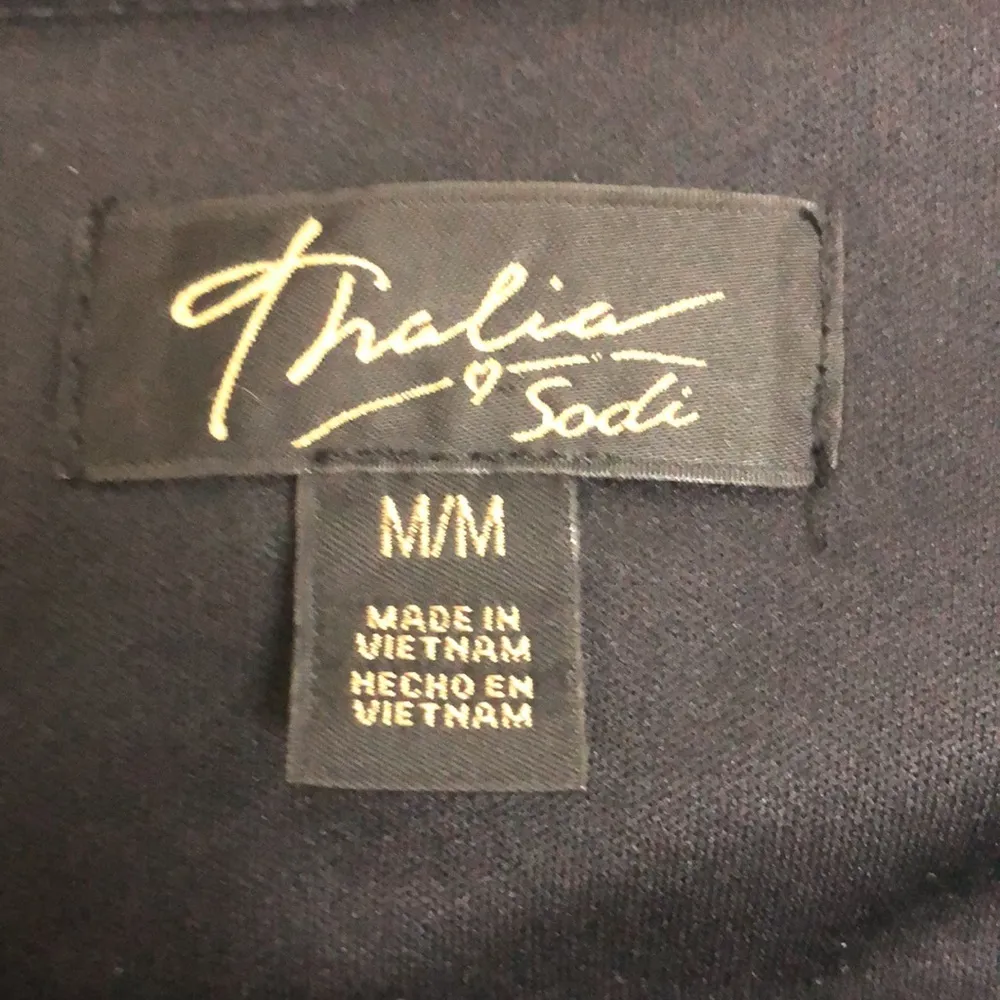 Thalia
Sodi
M/M
MADE IN
VIETNAM
HECHO EN
VIETNAM